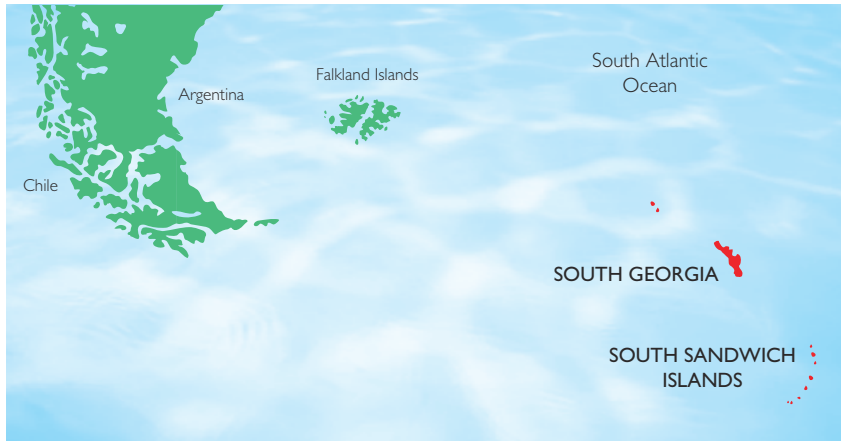 South Atlantic
Ocean
Falkland Islands
Argentina
Chile
SOUTH GEORGIA
SOUTH SANDWICH
ISLANDS